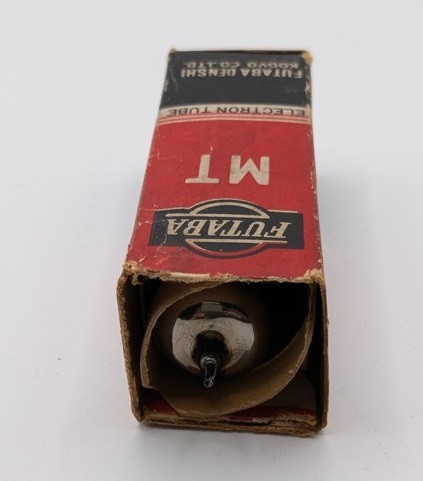 FUTABA
MT
ELECTRON TUBE
FUTABA DENSHI
KOGYO CO. LTD.